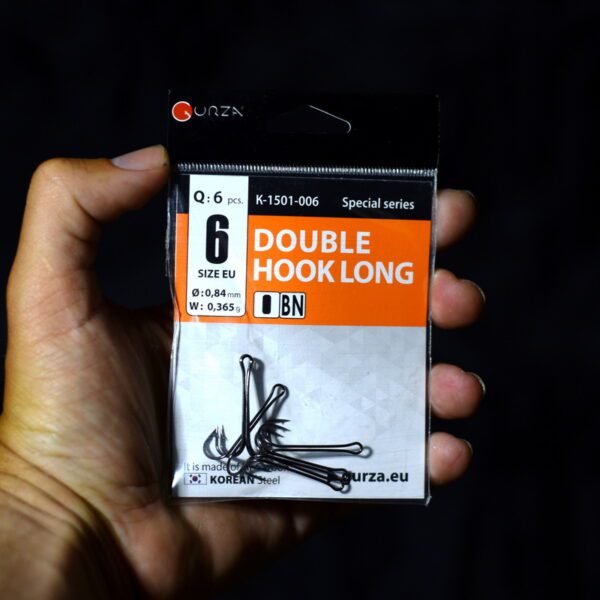 GURZA
Q: 6 pcs.
K-1501-006 Special series
6
SIZE EU
DOUBLE
HOOK LONG
Ø: 0,84 mm
W: 0,365 g
BN
It is made of
KOREAN Steel
gurza.eu